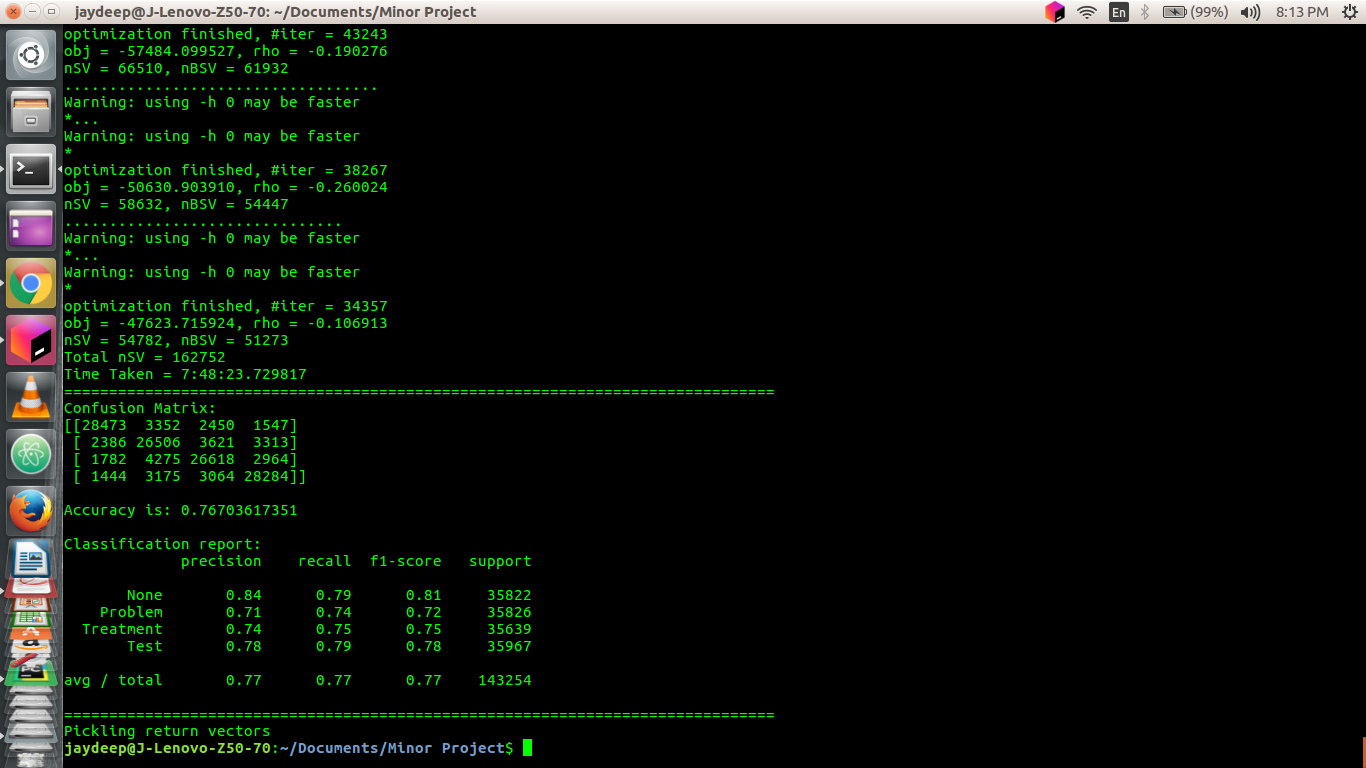 jaydeep@J-Lenovo-Z50-70: ~/Documents/Minor Project
En
(99%)
8:13 PM
optimization finished, #iter = 43243
obj = -57484.099527, rho = -0.190276
nSV = 66510, nBSV = 61932
...................................
Warning: using -h 0 may be faster
*...
Warning: using -h 0 may be faster
*
optimization finished, #iter = 38267
obj = -50630.903910, rho = -0.260024
nSV = 58632, nBSV = 54447
...............................
Warning: using -h 0 may be faster
*...
Warning: using -h 0 may be faster
*
optimization finished, #iter = 34357
obj = -47623.715924, rho = -0.106913
nSV = 54782, nBSV = 51273
Total nSV = 162752
Time Taken = 7:48:23.729817
===============================================================================
Confusion Matrix:
[[28473  3352  2450  1547]
 [ 2386 26506  3621  3313]
 [ 1782  4275 26618  2964]
 [ 1444  3175  3064 28284]]
Accuracy is: 0.76703617351
Classification report:
             precision    recall  f1-score   support
       None       0.84      0.79      0.81     35822
    Problem       0.71      0.74      0.72     35826
  Treatment       0.74      0.75      0.75     35639
       Test       0.78      0.79      0.78     35967
avg / total       0.77      0.77      0.77    143254
===============================================================================
Pickling return vectors
jaydeep@J-Lenovo-Z50-70:~/Documents/Minor Project$